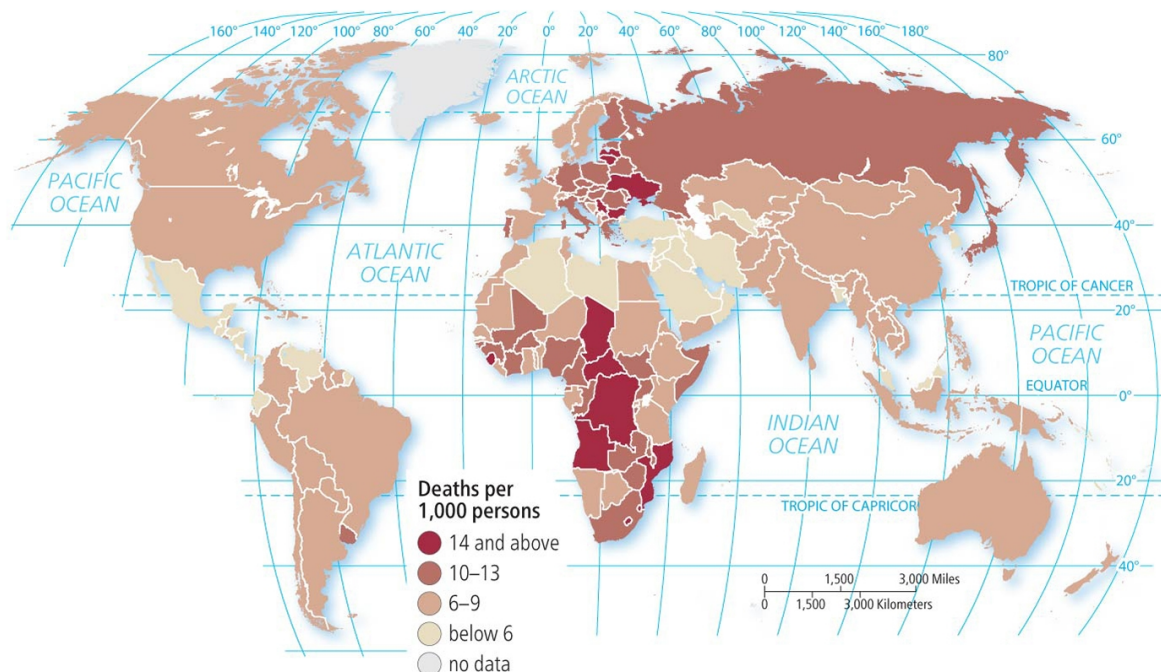 160° 140° 120° 100° 80° 60° 40° 20° 0° 20° 40° 60° 80° 100° 120° 140° 160° 180°
80°
ARCTIC
OCEAN
60°
PACIFIC
OCEAN
40°
ATLANTIC
OCEAN
TROPIC OF CANCER
20°
PACIFIC
OCEAN
EQUATOR
0°
INDIAN
OCEAN
20°
TROPIC OF CAPRICOR
40°
Deaths per
1,000 persons
14 and above
10–13
6–9
below 6
no data
0 1,500 3,000 Miles
0 1,500 3,000 Kilometers